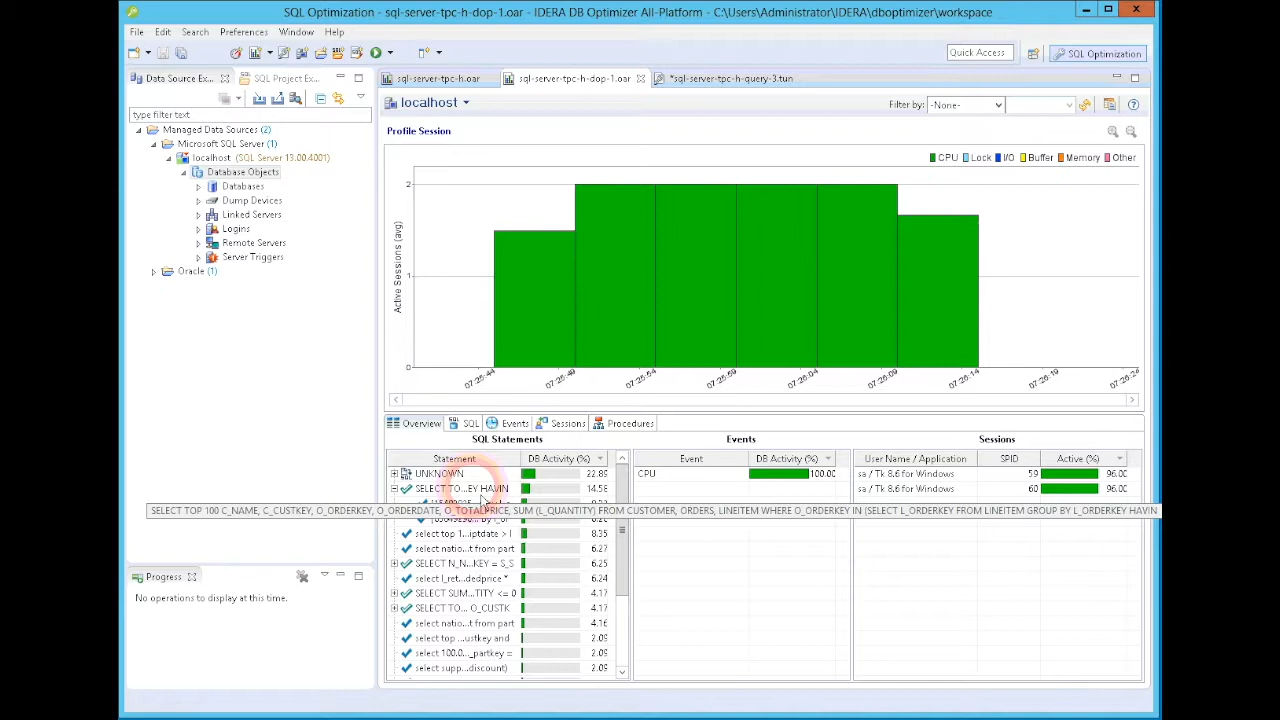 SQL Optimization - sql-server-tpc-h-dop-1.oar - IDERA DB Optimizer All-Platform - C:\Users\Administrator\IDERA\dboptimizer\workspace
File Edit Search Preferences Window Help
Quick Access
SQL Optimization
Data Source Ex...
SQL Project Ex...
sql-server-tpc-h.oar
sql-server-tpc-h-dop-1.oar
*sql-server-tpc-h-query-3.tun
type filter text
Managed Data Sources (2)
Microsoft SQL Server (1)
localhost (SQL Server 13.00.4001)
Database Objects
Databases
Dump Devices
Linked Servers
Logins
Remote Servers
Server Triggers
Oracle (1)
localhost
Filter by: -None-
Profile Session
CPU Lock I/O Buffer Memory Other
Active Sessions (avg)
2
1
0
07:25:44 07:25:49 07:25:54 07:25:59 07:26:04 07:26:09 07:26:14 07:26:19 07:26:24
Overview SQL Events Sessions Procedures
SQL Statements
Events
Sessions
Statement DB Activity (%)
Event DB Activity (%)
User Name / Application SPID Active (%)
UNKNOWN 22.89
CPU 100.00
sa / Tk 8.6 for Windows 59 96.00
SELECT TO...EY HAVIN 14.58
sa / Tk 8.6 for Windows 60 96.00
SELECT TOP 100 C_NAME, C_CUSTKEY, O_ORDERKEY, O_ORDERDATE, O_TOTALPRICE, SUM (L_QUANTITY) FROM CUSTOMER, ORDERS, LINEITEM WHERE O_ORDERKEY IN (SELECT L_ORDERKEY FROM LINEITEM GROUP BY L_ORDERKEY HAVIN
select top 1...iptdate > l 8.35
select natio...t from part 6.27
SELECT N_N...KEY = S_S 6.25
select l_ret...dedprice * 6.24
SELECT SUM...TITY <= 0 4.17
SELECT TO... O_CUSTK 4.17
select natio...t from part 4.16
select top ...ustkey and 2.09
select 100.0..._partkey = 2.09
select supp...discount) 2.09
Progress
No operations to display at this time.